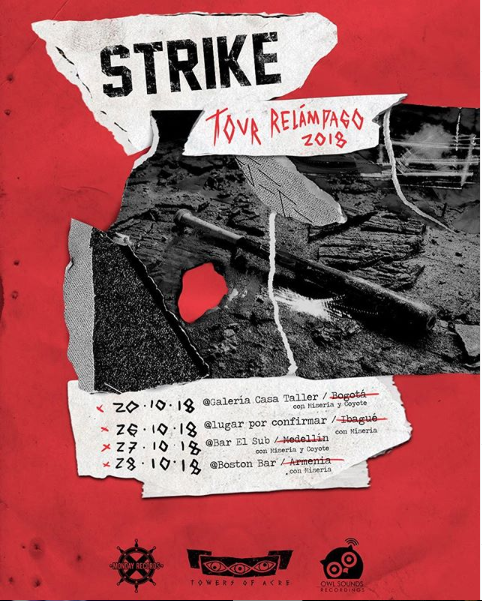 STRIKE
TOUR RELÁMPAGO
2018
x 20·10·18 @Galería Casa Taller / Bogotá
con Miseria y Coyote
x 26·10·18 @lugar por confirmar / Ibagué
con Miseria
x 27·10·18 @Bar El Sub / Medellín
con Miseria y Coyote
x 28·10·18 @Boston Bar / Armenia
con Miseria
MONDAY RECORDS
TOWERS OF ACRE
OWL SOUNDS
RECORDINGS